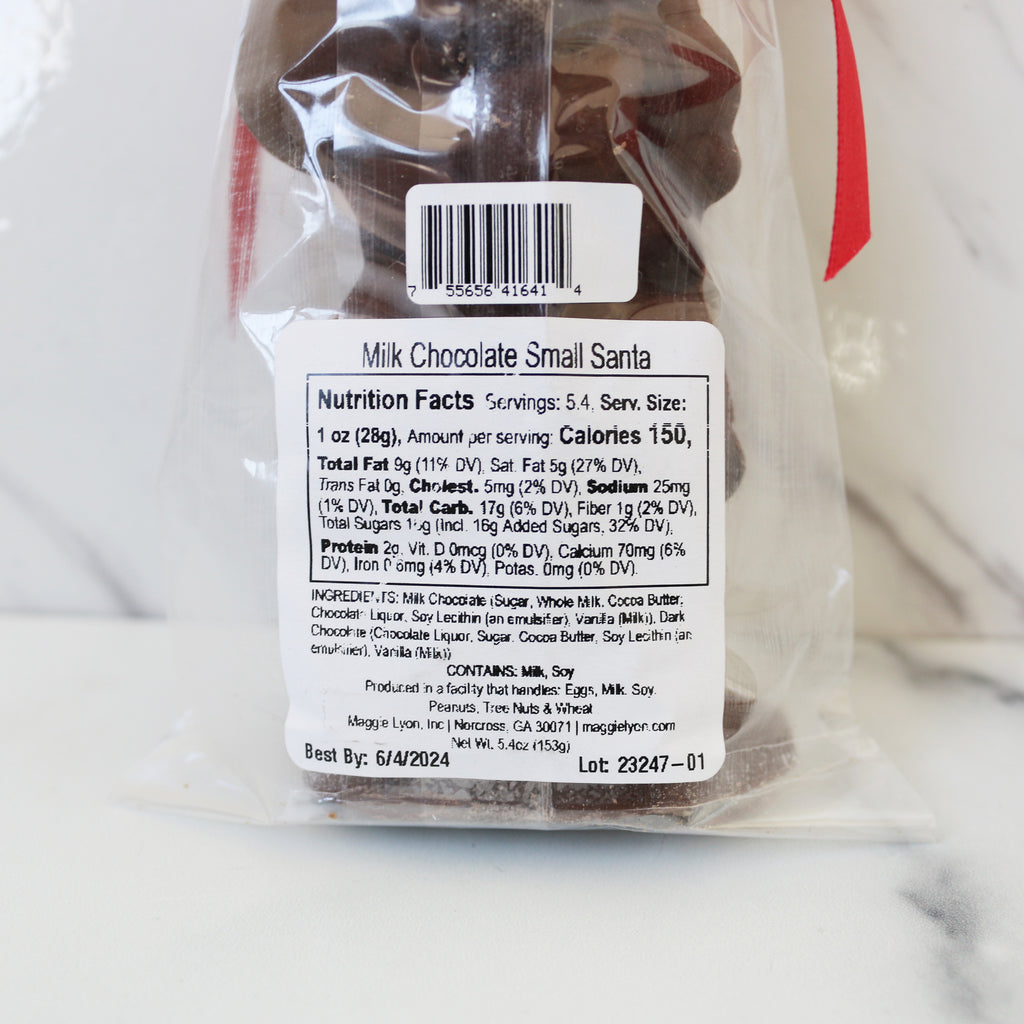 7 55656 41641 4
Milk Chocolate Small Santa
Nutrition Facts Servings: 5.4, Serv. Size:
1 oz (28g), Amount per serving: Calories 150,
Total Fat 9g (11% DV), Sat. Fat 5g (27% DV),
Trans Fat 0g, Cholest. 5mg (2% DV), Sodium 25mg
(1% DV), Total Carb. 17g (6% DV), Fiber 1g (2% DV),
Total Sugars (Incl. 16g Added Sugars, 32% DV),
Protein 2g, Vit. D 0mcg (0% DV), Calcium 70mg (6%
DV), Iron 0.6mg (4% DV), Potas. 0mg (0% DV).
INGREDIENTS: Milk Chocolate (Sugar, Whole Milk, Cocoa Butter,
Chocolate Liquor, Soy Lecithin (an emulsifier), Vanilla (Milk)), Dark
Chocolate (Chocolate Liquor, Sugar, Cocoa Butter, Soy Lecithin (an
emulsifier), Vanilla (Milk))
CONTAINS: Milk, Soy
Produced in a facility that handles: Eggs, Milk, Soy,
Peanuts, Tree Nuts & Wheat
Maggie Lyon, Inc | Norcross, GA 30071 | maggielyon.com
Net Wt. 5.4oz (153g)
Best By: 6/4/2024 Lot: 23247-01